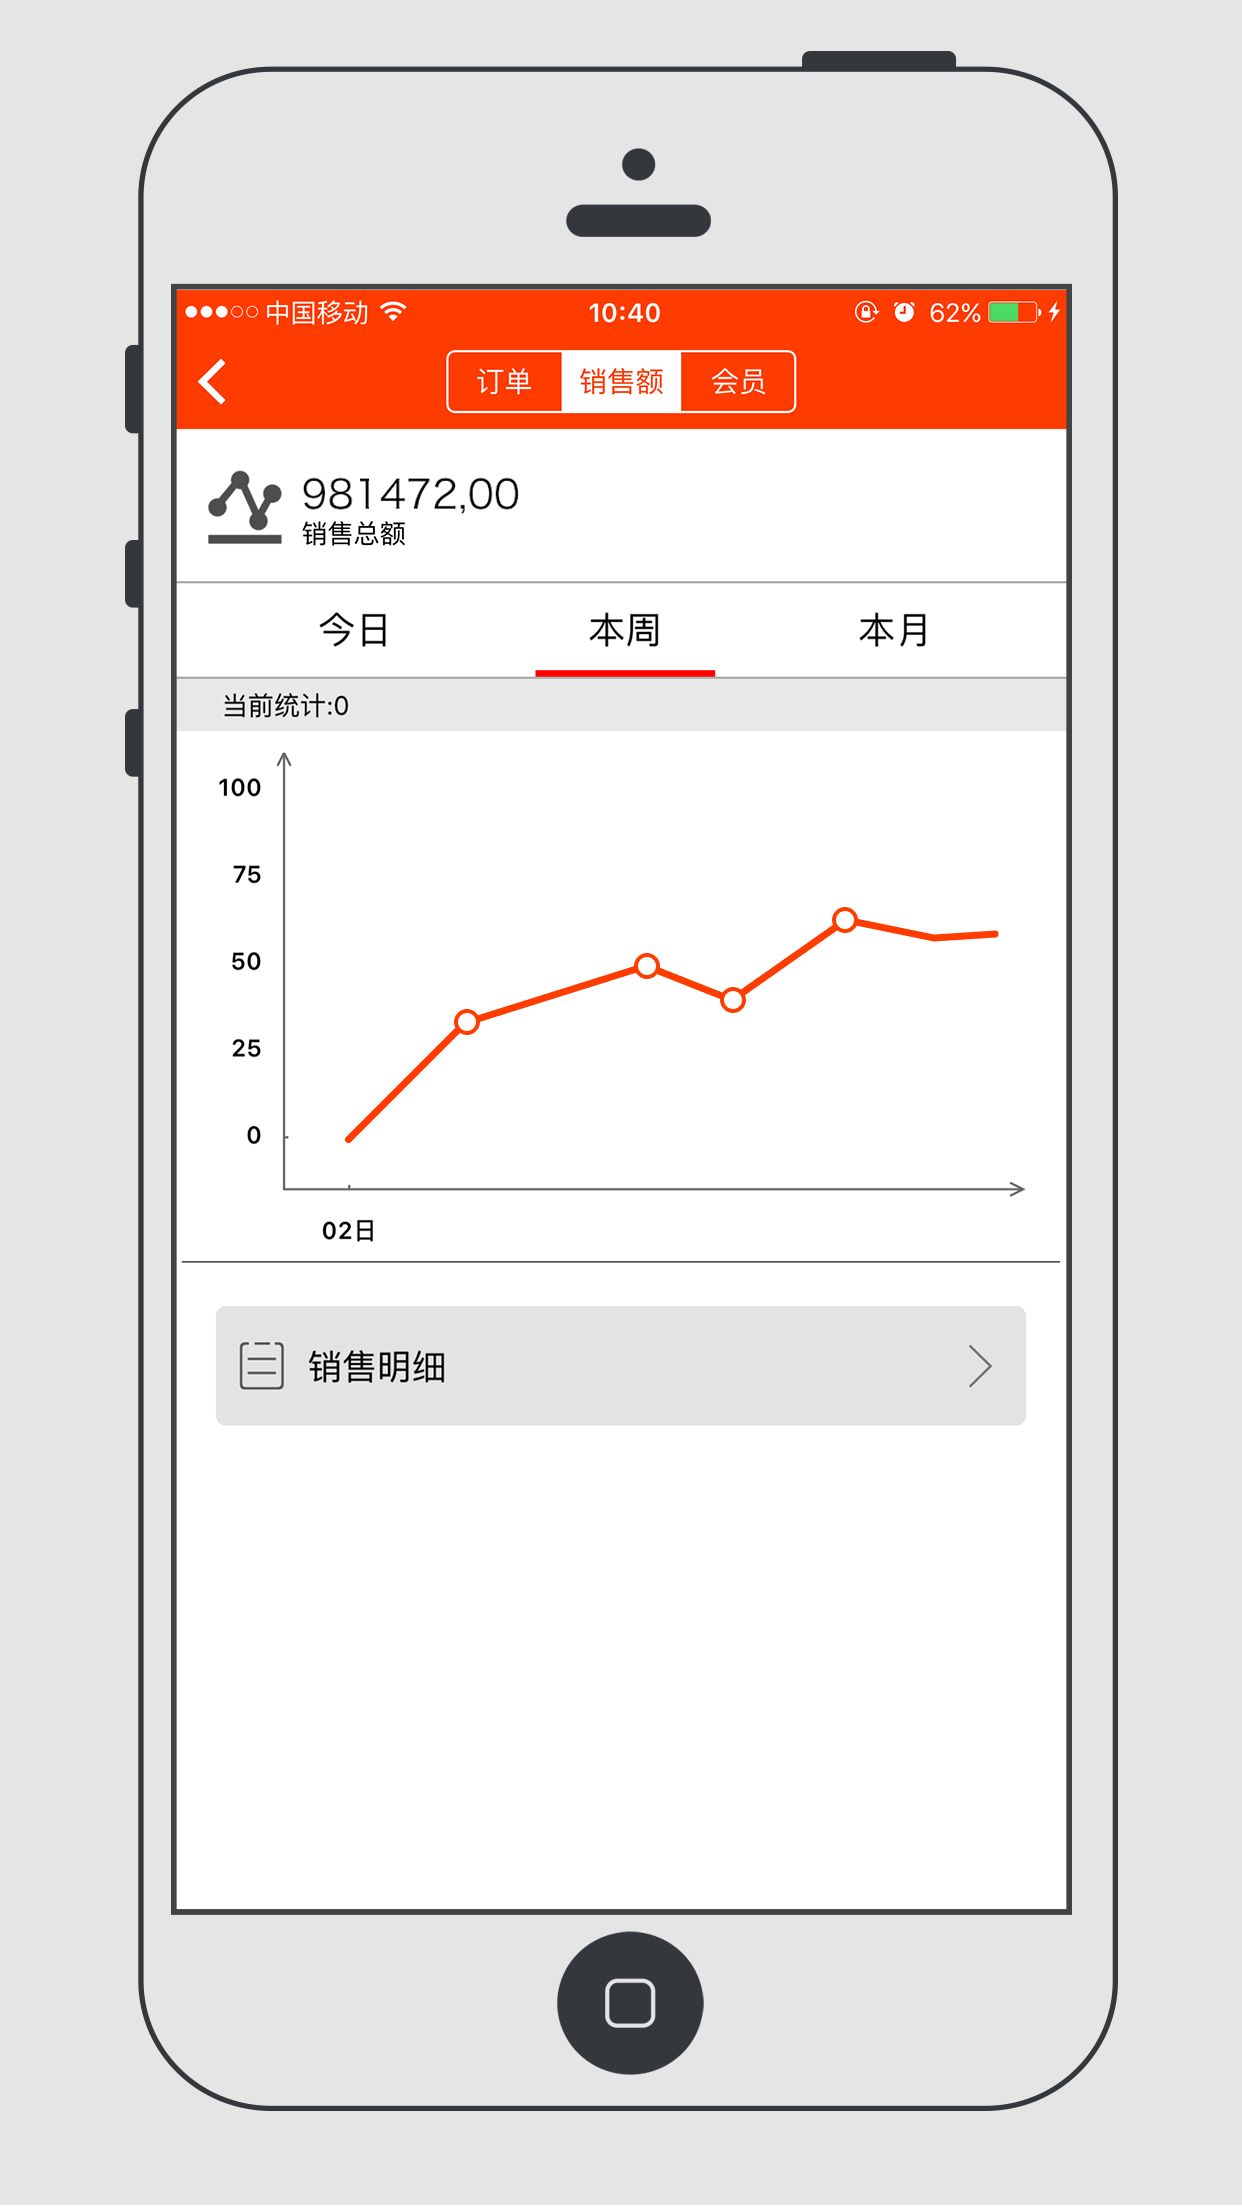 中国移动 10:40 62%
订单 销售额 会员
981472,00
销售总额
今日 本周 本月
当前统计:0
100
75
50
25
0
02日
销售明细